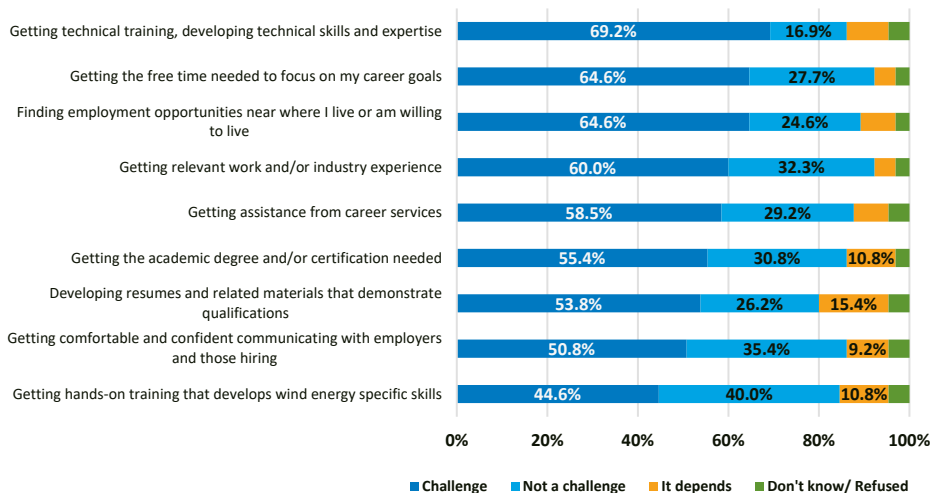 Getting technical training, developing technical skills and expertise
69.2% 16.9%
Getting the free time needed to focus on my career goals
64.6% 27.7%
Finding employment opportunities near where I live or am willing
to live
64.6% 24.6%
Getting relevant work and/or industry experience
60.0% 32.3%
Getting assistance from career services
58.5% 29.2%
Getting the academic degree and/or certification needed
55.4% 30.8% 10.8%
Developing resumes and related materials that demonstrate
qualifications
53.8% 26.2% 15.4%
Getting comfortable and confident communicating with employers
and those hiring
50.8% 35.4% 9.2%
Getting hands-on training that develops wind energy specific skills
44.6% 40.0% 10.8%
0% 20% 40% 60% 80% 100%
Challenge Not a challenge It depends Don't know/ Refused